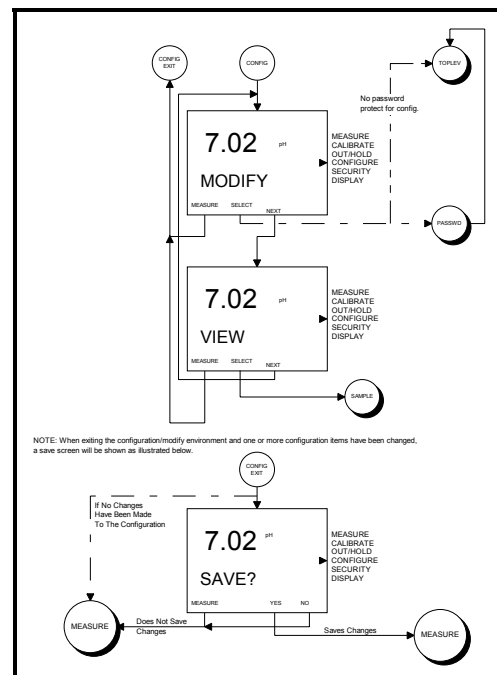 CONFIG
EXIT
CONFIG
TOPLEV
No password
protect for config.
7.02 pH
MODIFY
MEASURE SELECT NEXT
MEASURE
CALIBRATE
OUT/HOLD
CONFIGURE
SECURITY
DISPLAY
PASSWD
7.02 pH
VIEW
MEASURE SELECT NEXT
MEASURE
CALIBRATE
OUT/HOLD
CONFIGURE
SECURITY
DISPLAY
SAMPLE
NOTE: When exiting the configuration/modify environment and one or more configuration items have been changed,
a save screen will be shown as illustrated below.
CONFIG
EXIT
If No Changes
Have Been Made
To The Configuration
7.02 pH
SAVE?
MEASURE YES NO
MEASURE
CALIBRATE
OUT/HOLD
CONFIGURE
SECURITY
DISPLAY
MEASURE
Does Not Save
Changes
Saves Changes
MEASURE